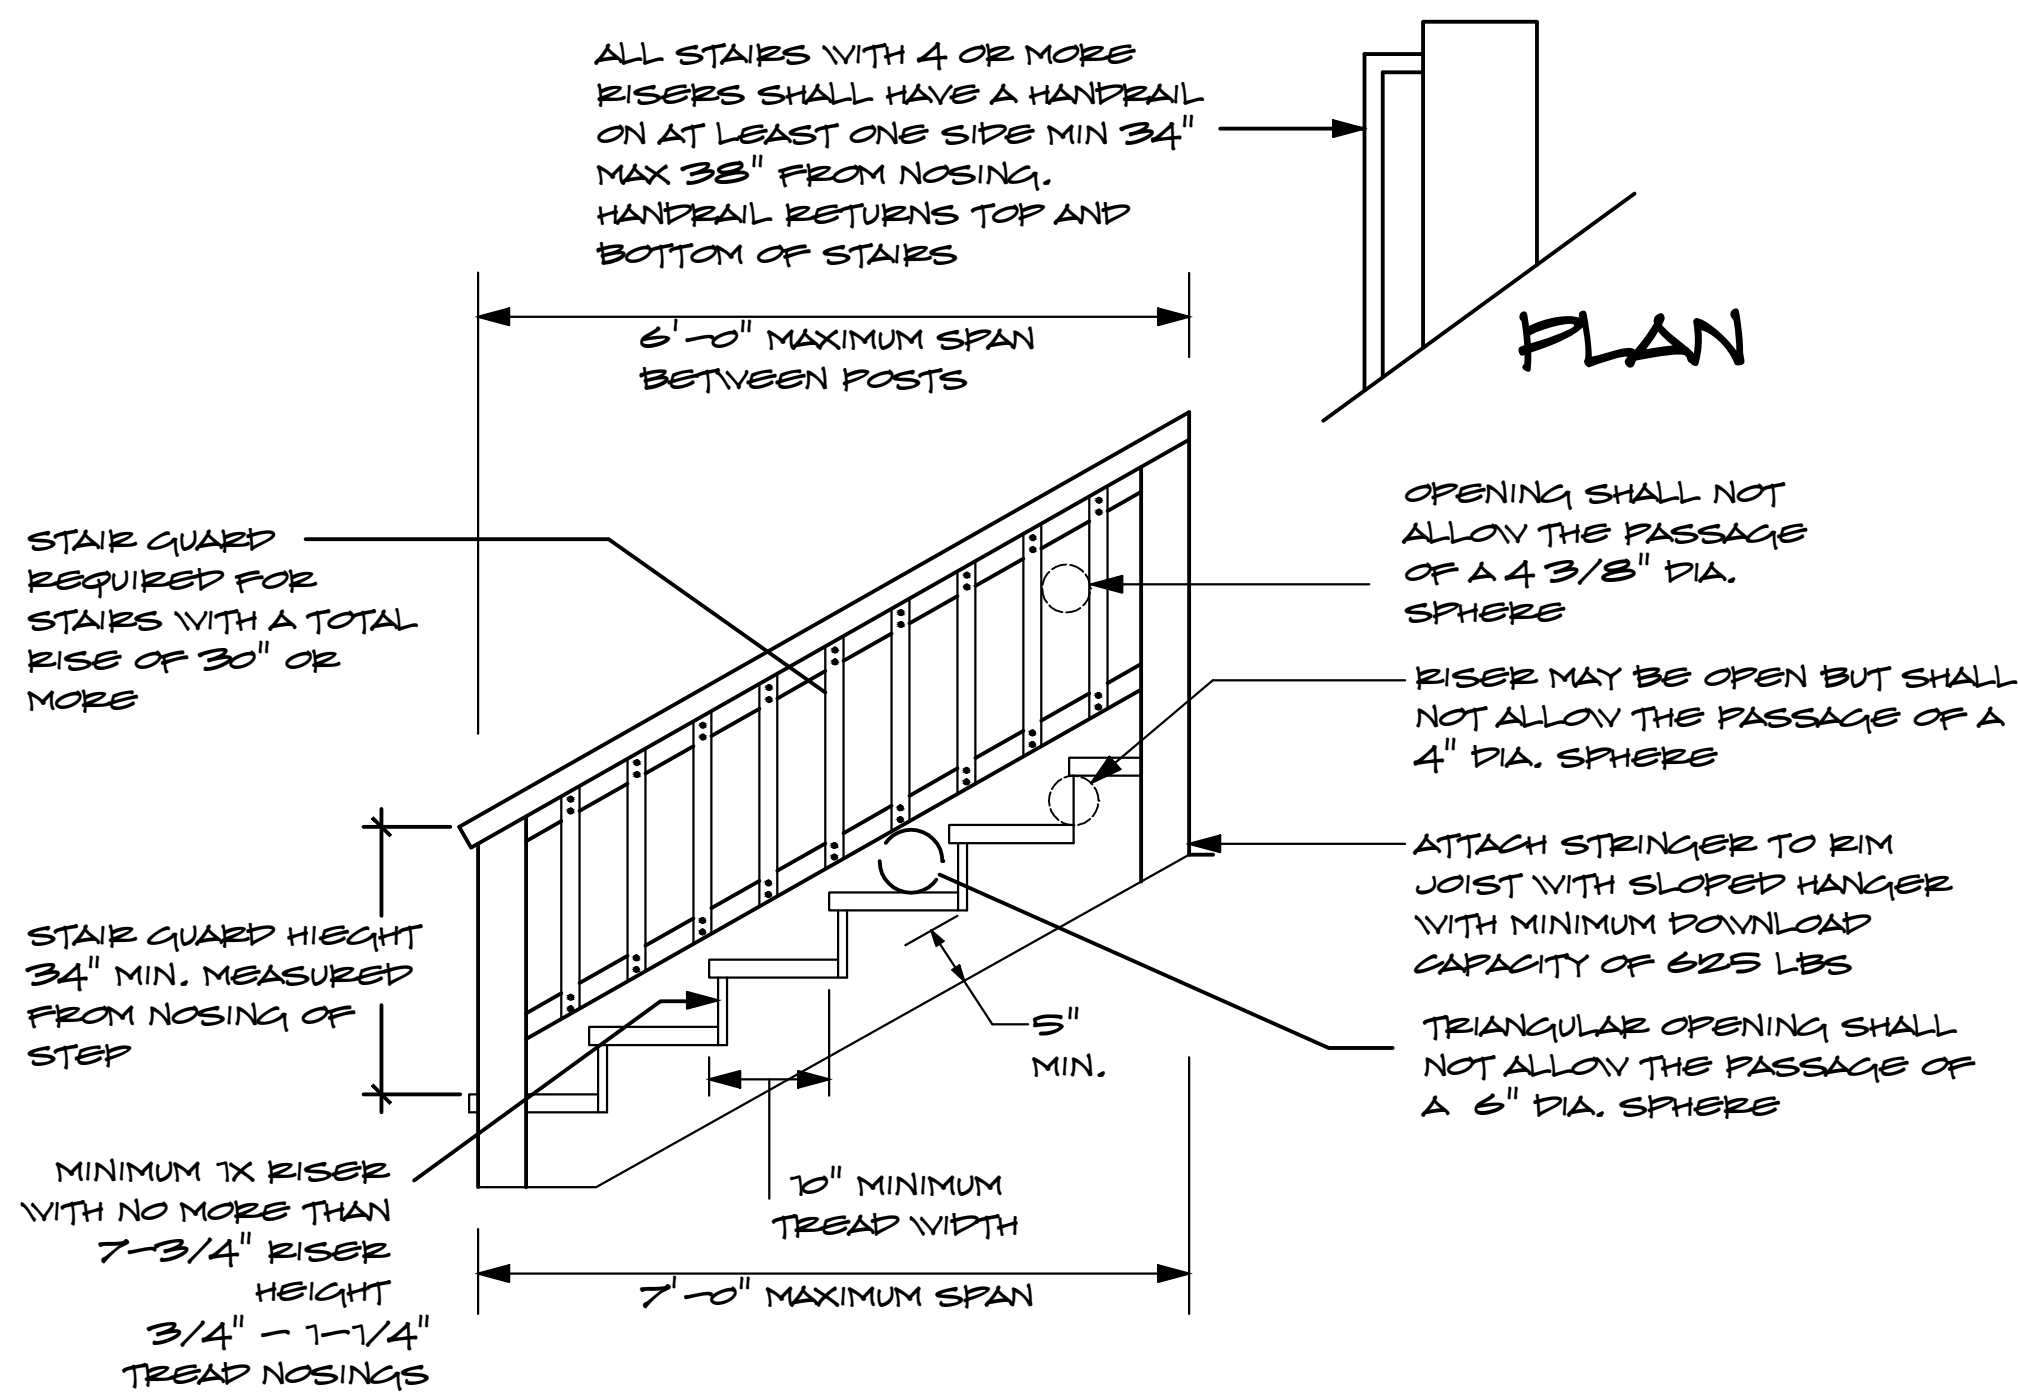 ALL STAIRS WITH 4 OR MORE
RISERS SHALL HAVE A HANDRAIL
ON AT LEAST ONE SIDE MIN 34"
MAX 38" FROM NOSING.
HANDRAIL RETURNS TOP AND
BOTTOM OF STAIRS
6'-0" MAXIMUM SPAN
BETWEEN POSTS
PLAN
STAIR GUARD
REQUIRED FOR
STAIRS WITH A TOTAL
RISE OF 30" OR
MORE
OPENING SHALL NOT
ALLOW THE PASSAGE
OF A 4 3/8" DIA.
SPHERE
RISER MAY BE OPEN BUT SHALL
NOT ALLOW THE PASSAGE OF A
4" DIA. SPHERE
ATTACH STRINGER TO RIM
JOIST WITH SLOPED HANGER
WITH MINIMUM DOWNLOAD
CAPACITY OF 625 LBS
STAIR GUARD HIEGHT
34" MIN. MEASURED
FROM NOSING OF
STEP
5"
MIN.
TRIANGULAR OPENING SHALL
NOT ALLOW THE PASSAGE OF
A 6" DIA. SPHERE
MINIMUM 1X RISER
WITH NO MORE THAN
7-3/4" RISER
HEIGHT
3/4" - 1-1/4"
TREAD NOSINGS
10" MINIMUM
TREAD WIDTH
7'-0" MAXIMUM SPAN